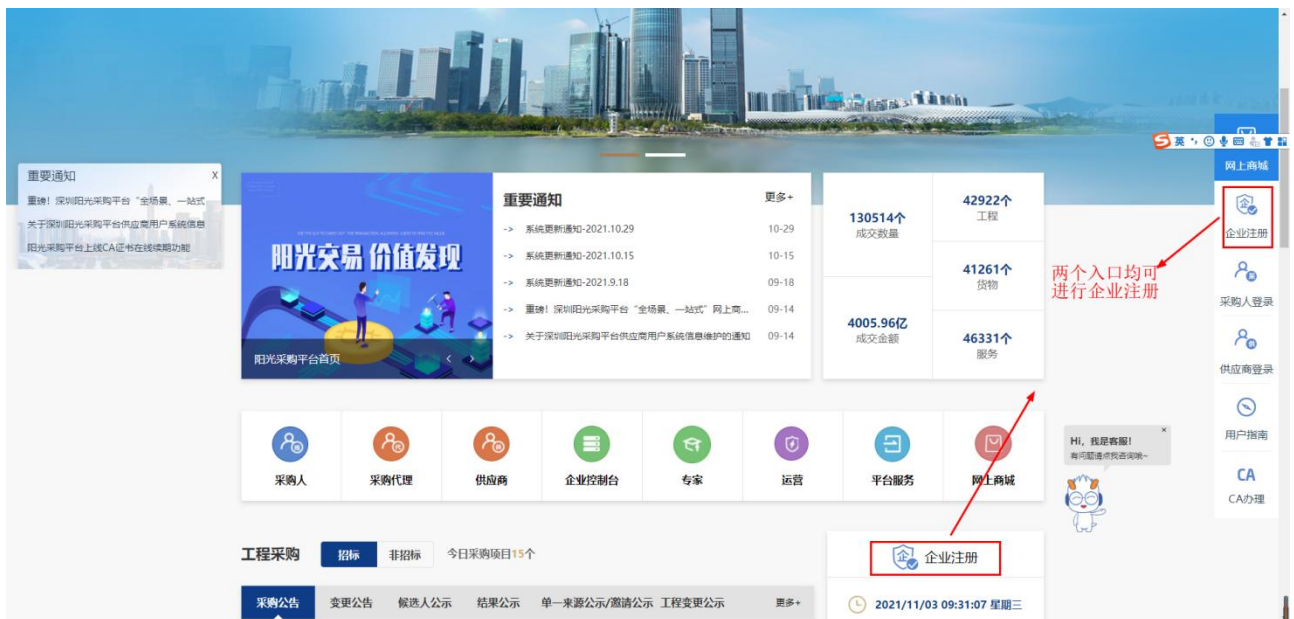 英
网上商城
重要通知
X
重磅！深圳阳光采购平台“全场景、一站式
关于深圳阳光采购平台供应商用户系统信息
阳光采购平台上线CA证书在线续期功能
阳光交易 价值发现
阳光采购平台首页
重要通知
更多+
-> 系统更新通知-2021.10.29 10-29
-> 系统更新通知-2021.10.15 10-15
-> 系统更新通知-2021.9.18 09-18
-> 重磅！深圳阳光采购平台“全场景、一站式”网上商... 09-14
-> 关于深圳阳光采购平台供应商用户系统信息维护的通知 09-14
130514个
成交数量
4005.96亿
成交金额
42922个
工程
41261个
货物
46331个
服务
两个入口均可
进行企业注册
企业注册
采购人登录
供应商登录
用户指南
CA
CA办理
采购人
采购代理
供应商
企业控制台
专家
运营
平台服务
网上商城
Hi，我是客服！
有问题请点我咨询哦~
工程采购 招标 非招标 今日采购项目15个
企业注册
采购公告 变更公告 候选人公示 结果公示 单一来源公示/邀请公示 工程变更公示 更多+
2021/11/03 09:31:07 星期三